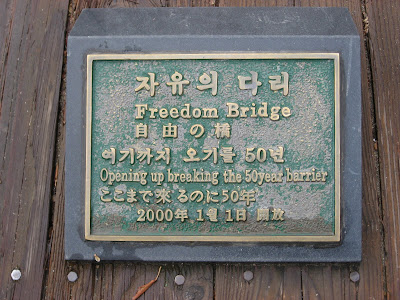 자유의 다리
Freedom Bridge
自由の橋
여기까지 오기를 50년
Opening up breaking the 50year barrier
ここまで来るのに50年
2000年 1月 1日 開放